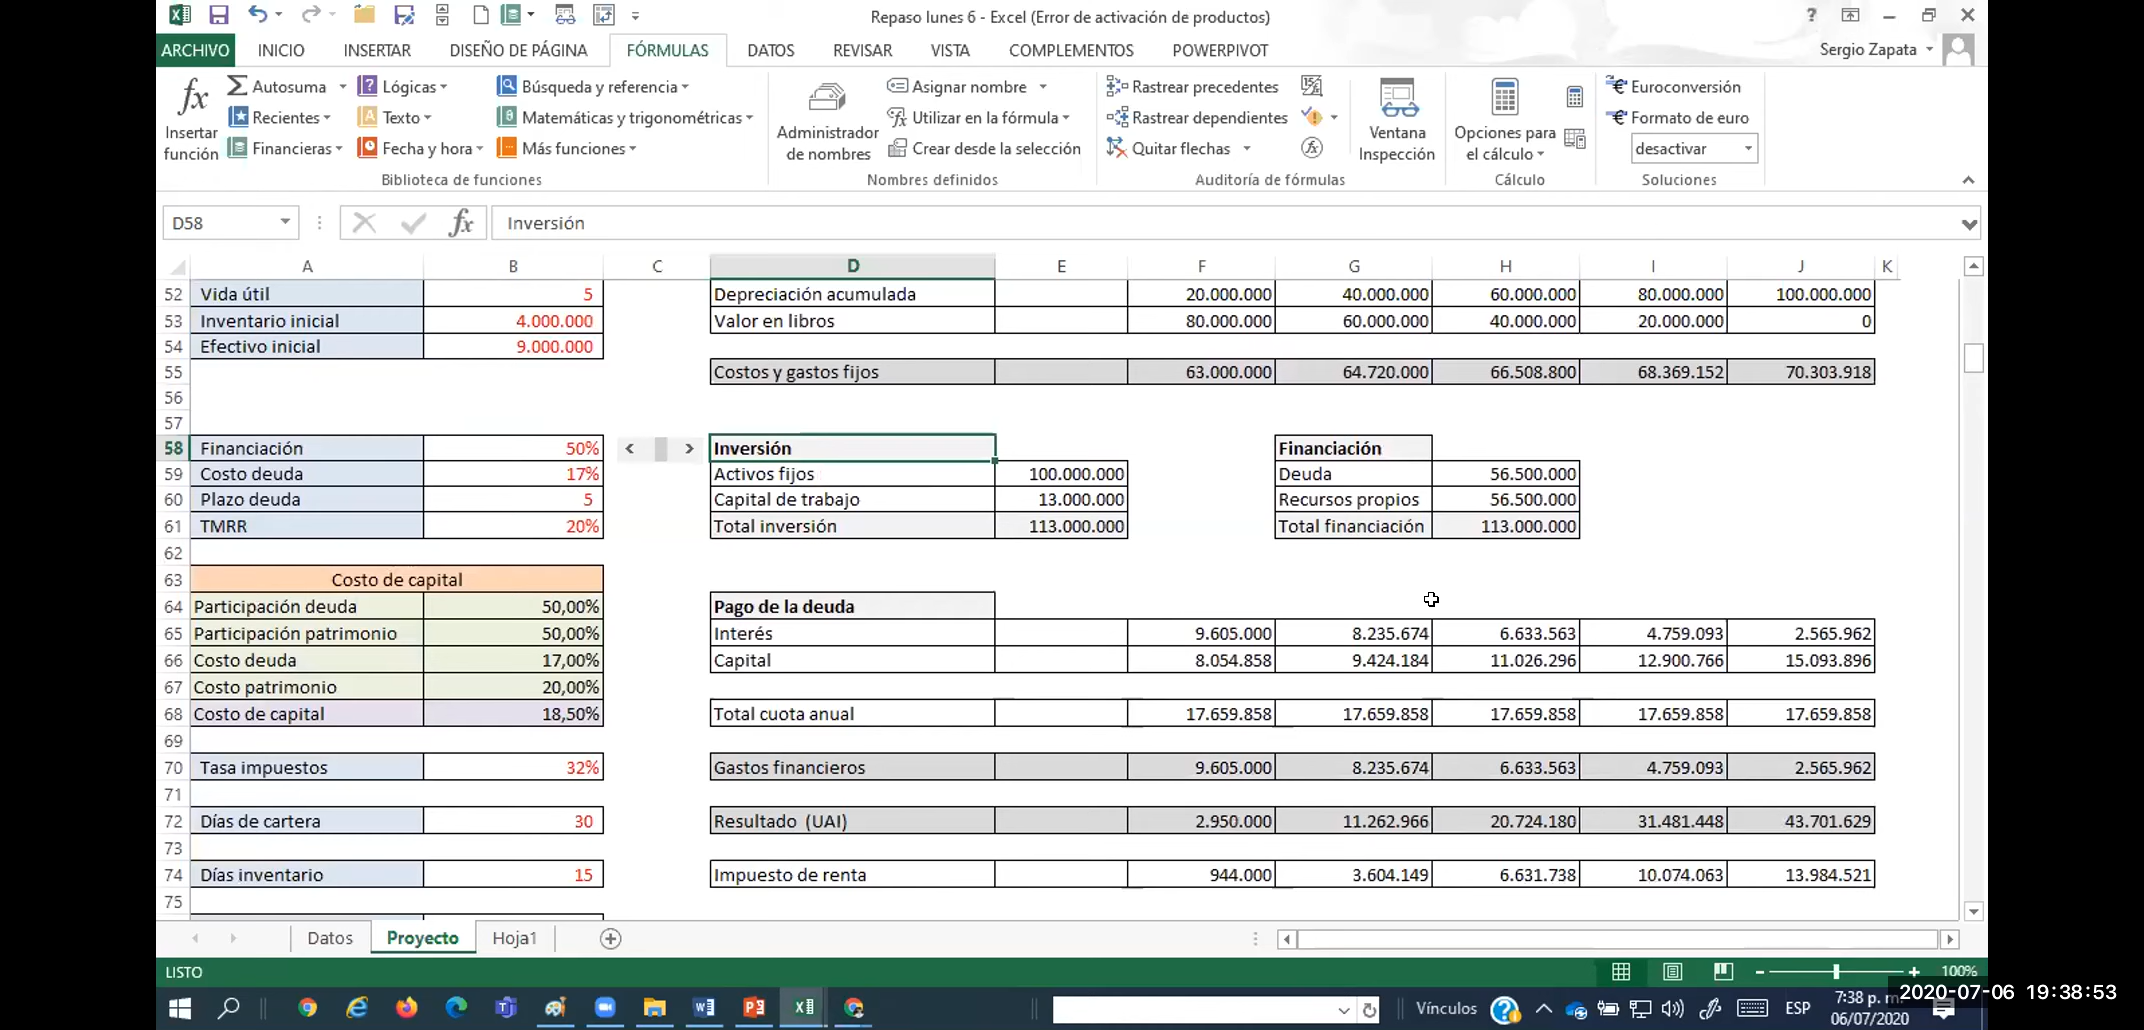 Repaso lunes 6 - Excel (Error de activación de productos)
ARCHIVO INICIO INSERTAR DISEÑO DE PÁGINA FÓRMULAS DATOS REVISAR VISTA COMPLEMENTOS POWERPIVOT Sergio Zapata
Insertar función
Autosuma
Recientes
Financieras
Lógicas
Texto
Fecha y hora
Búsqueda y referencia
Matemáticas y trigonométricas
Más funciones
Biblioteca de funciones
Administrador de nombres
Asignar nombre
Utilizar en la fórmula
Crear desde la selección
Nombres definidos
Rastrear precedentes
Rastrear dependientes
Quitar flechas
Auditoría de fórmulas
Ventana Inspección
Opciones para el cálculo
Cálculo
Euroconversión
Formato de euro
desactivar
Soluciones
D58 fx Inversión
A B C D E F G H I J K
52 Vida útil 5 Depreciación acumulada 20.000.000 40.000.000 60.000.000 80.000.000 100.000.000
53 Inventario inicial 4.000.000 Valor en libros 80.000.000 60.000.000 40.000.000 20.000.000 0
54 Efectivo inicial 9.000.000
55 Costos y gastos fijos 63.000.000 64.720.000 66.508.800 68.369.152 70.303.918
56
57
58 Financiación 50% Inversión Financiación
59 Costo deuda 17% Activos fijos 100.000.000 Deuda 56.500.000
60 Plazo deuda 5 Capital de trabajo 13.000.000 Recursos propios 56.500.000
61 TMRR 20% Total inversión 113.000.000 Total financiación 113.000.000
62
63 Costo de capital
64 Participación deuda 50,00% Pago de la deuda
65 Participación patrimonio 50,00% Interés 9.605.000 8.235.674 6.633.563 4.759.093 2.565.962
66 Costo deuda 17,00% Capital 8.054.858 9.424.184 11.026.296 12.900.766 15.093.896
67 Costo patrimonio 20,00%
68 Costo de capital 18,50% Total cuota anual 17.659.858 17.659.858 17.659.858 17.659.858 17.659.858
69
70 Tasa impuestos 32% Gastos financieros 9.605.000 8.235.674 6.633.563 4.759.093 2.565.962
71
72 Días de cartera 30 Resultado (UAI) 2.950.000 11.262.966 20.724.180 31.481.448 43.701.629
73
74 Días inventario 15 Impuesto de renta 944.000 3.604.149 6.631.738 10.074.063 13.984.521
75
Datos Proyecto Hoja1
LISTO 100%
Vínculos ESP 7:38 p. m
06/07/2020
2020-07-06 19:38:53